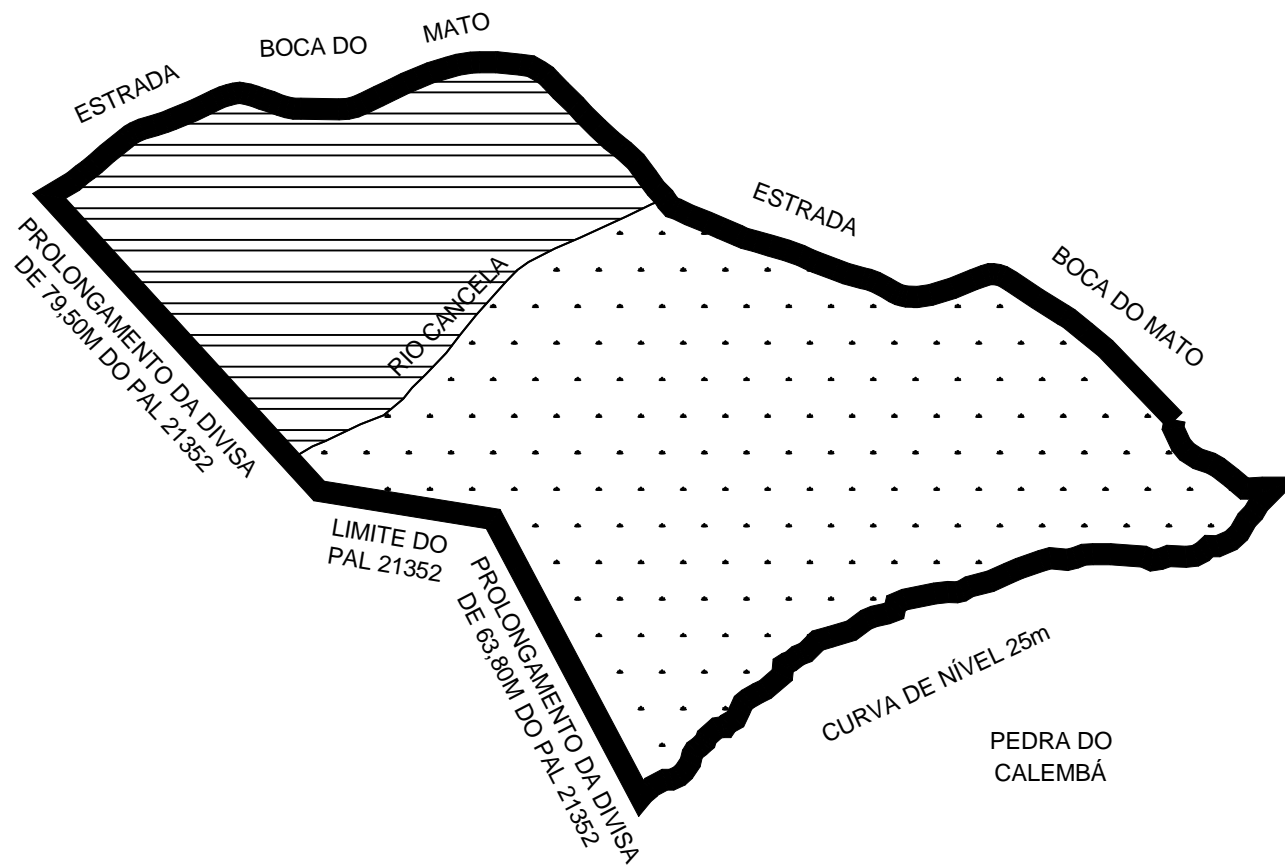 ESTRADA
BOCA DO
MATO
ESTRADA
BOCA DO MATO
RIO CANCELA
PROLONGAMENTO DA DIVISA
DE 79,50M DO PAL 21352
LIMITE DO
PAL 21352
PROLONGAMENTO DA DIVISA
DE 63,80M DO PAL 21352
CURVA DE NÍVEL 25m
PEDRA DO
CALEMBÁ